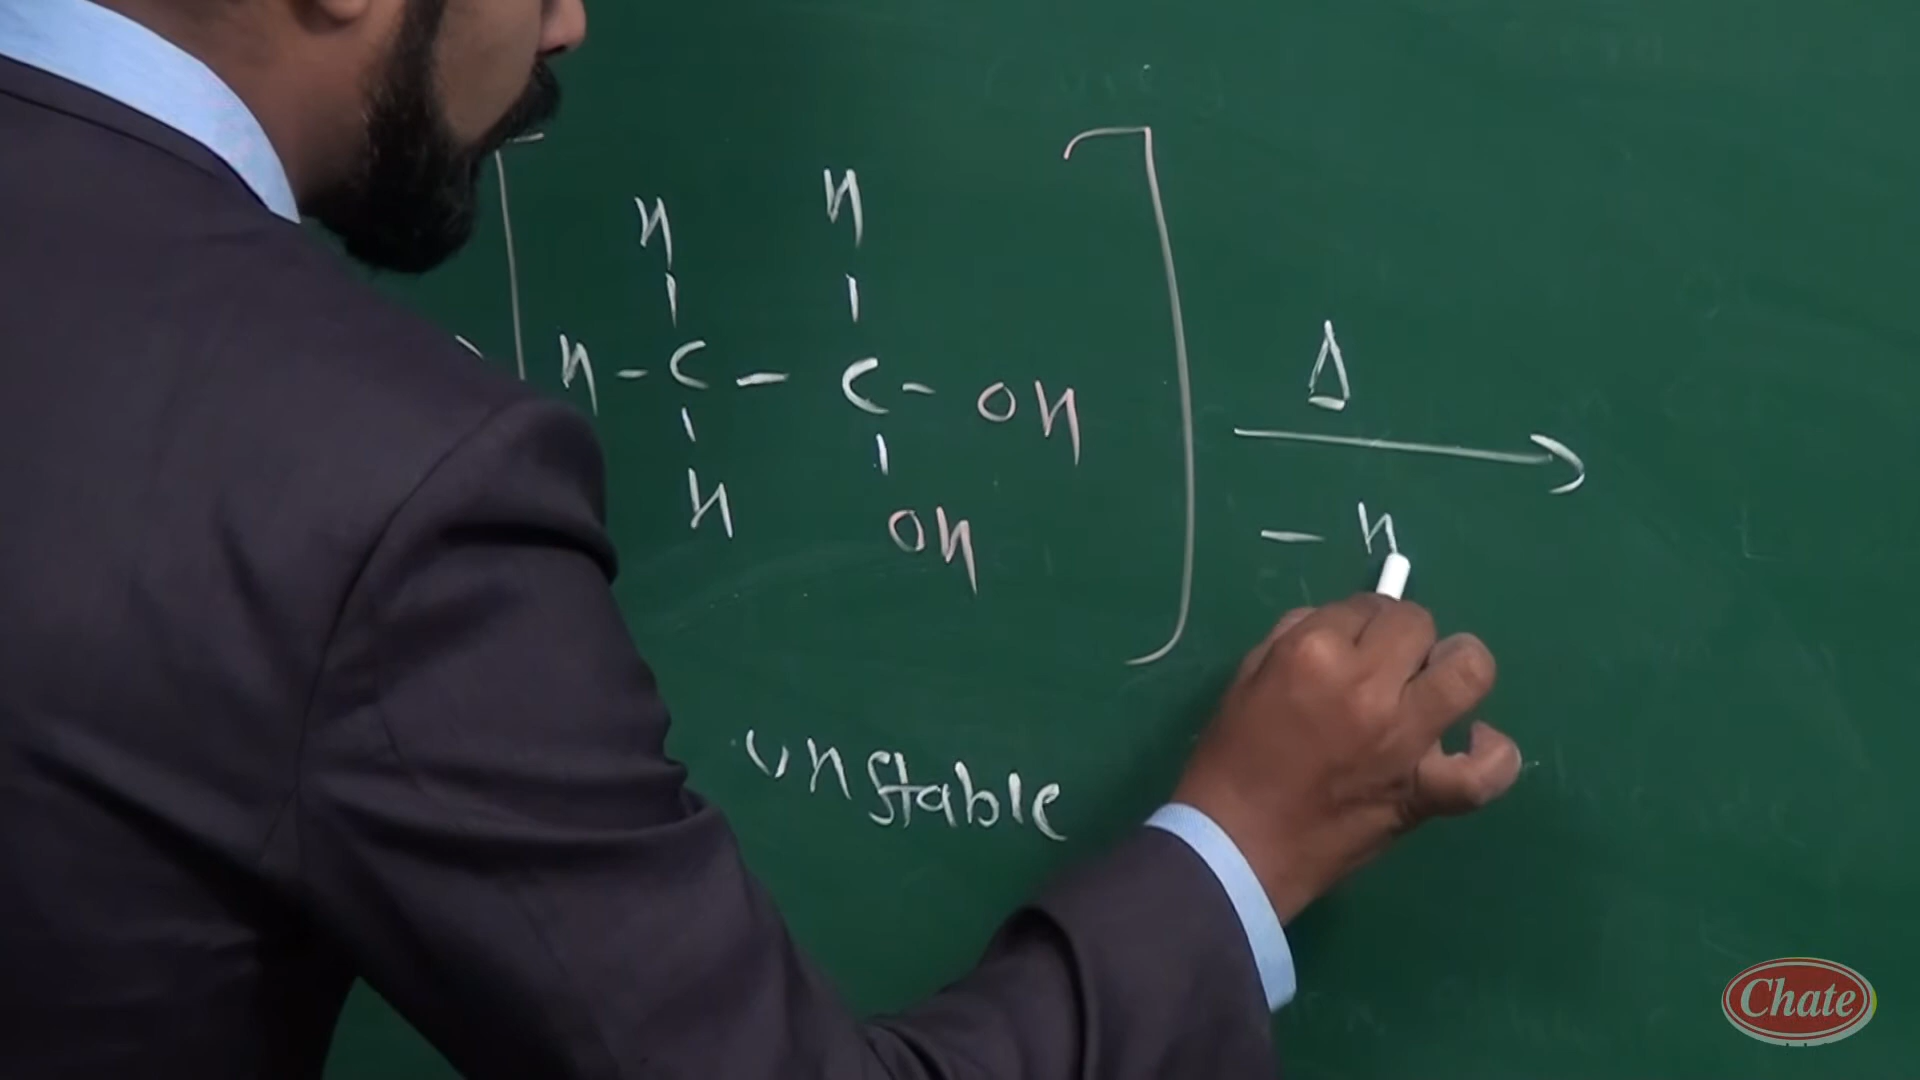 H H
H - C - C - OH
H OH
Δ
- H
unstable
Chate